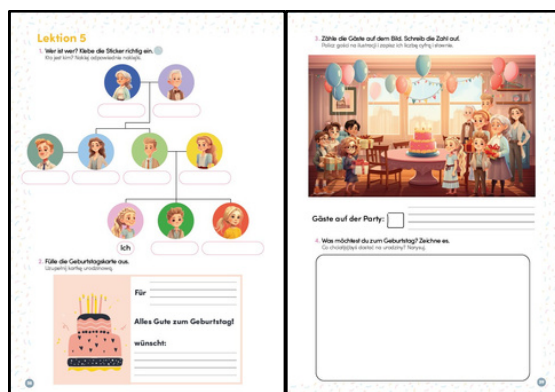 Lektion 5
1. Wer ist wer? Klebe die Sticker richtig ein.
Kto jest kim? Naklej odpowiednie naklejki.
Ich
2. Fülle die Geburtstagskarte aus.
Uzupełnij kartkę urodzinową.
Für
Alles Gute zum Geburtstag!
wünscht:
3. Zähle die Gäste auf dem Bild. Schreib die Zahl auf.
Policz gości na ilustracji i zapisz ich liczbę cyfrą i słownie.
Gäste auf der Party:
4. Was möchtest du zum Geburtstag? Zeichne es.
Co chciałbyś dostać na urodziny? Narysuj.